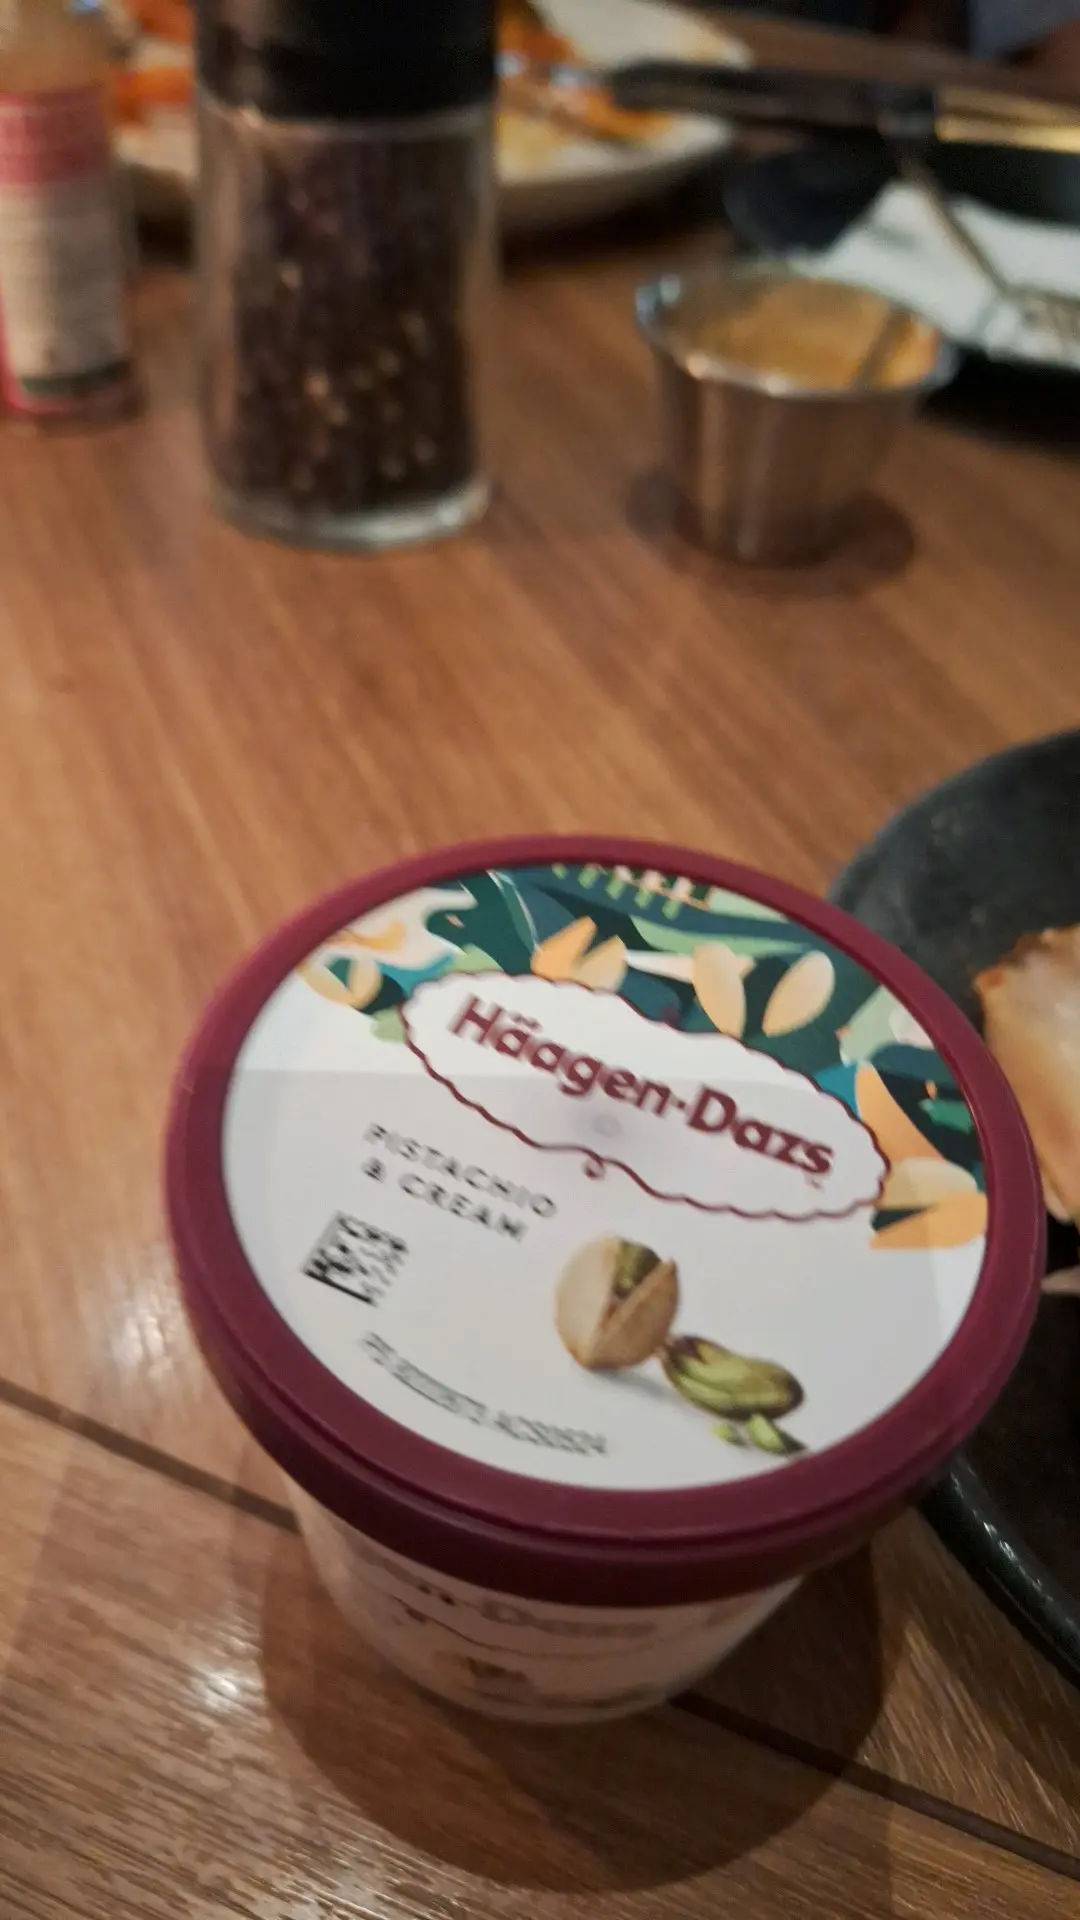 Häagen-Dazs
PISTACHIO
& CREAM